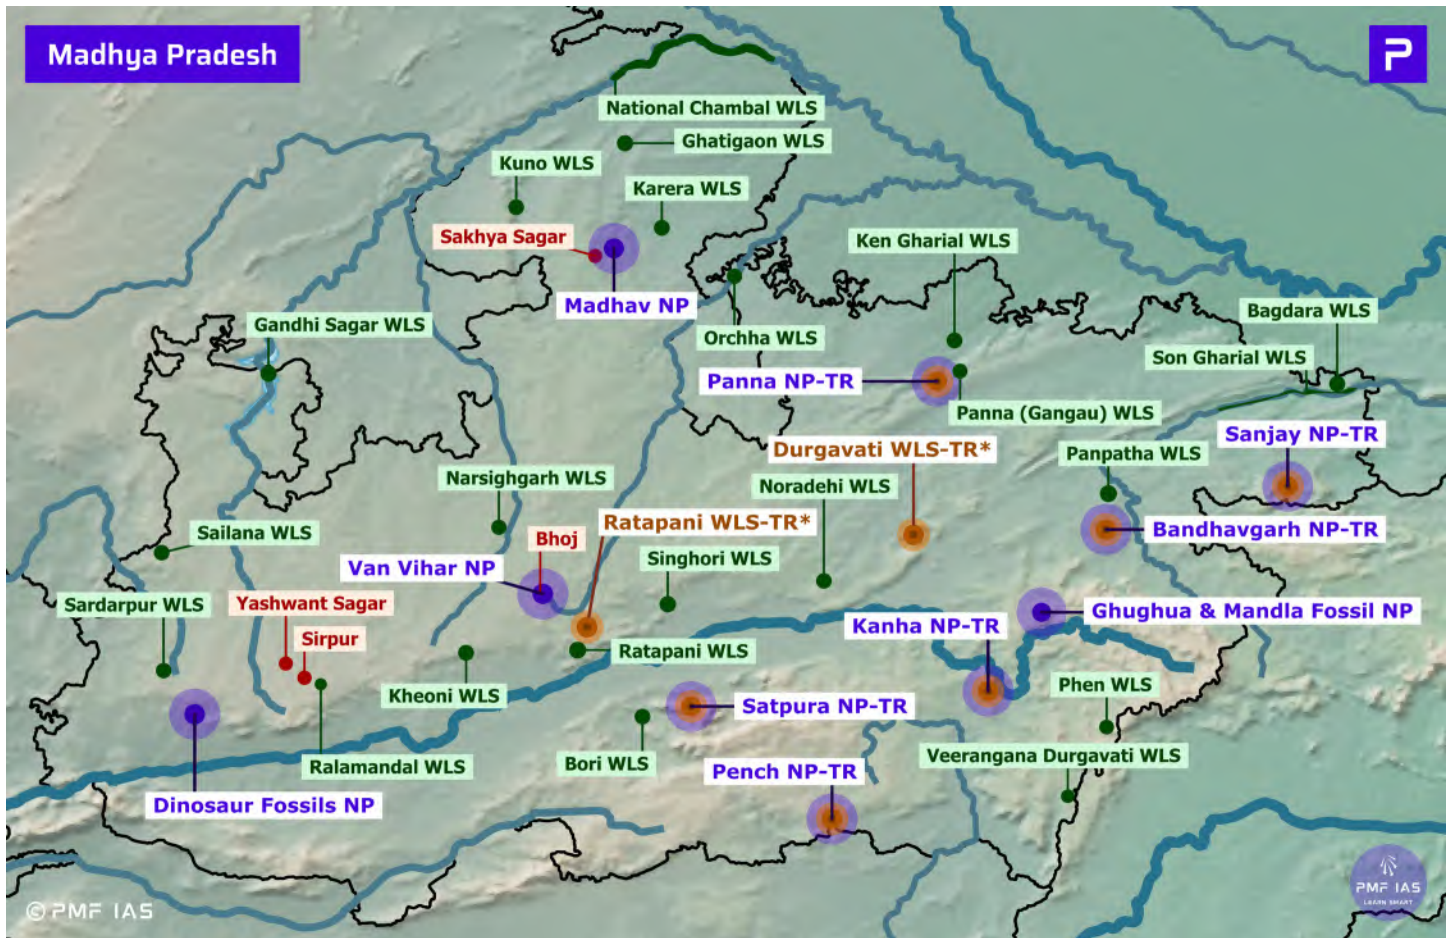 Madhya Pradesh
P
National Chambal WLS
Ghatigaon WLS
Kuno WLS
Karera WLS
Sakhya Sagar
Ken Gharial WLS
Madhav NP
Bagdara WLS
Gandhi Sagar WLS
Orchha WLS
Son Gharial WLS
Panna NP-TR
Panna (Gangau) WLS
Sanjay NP-TR
Durgavati WLS-TR*
Panpatha WLS
Narsighgarh WLS
Noradehi WLS
Ratapani WLS-TR*
Bandhavgarh NP-TR
Sailana WLS
Bhoj
Singhori WLS
Van Vihar NP
Sardarpur WLS
Yashwant Sagar
Ghughua & Mandla Fossil NP
Kanha NP-TR
Sirpur
Ratapani WLS
Phen WLS
Kheoni WLS
Satpura NP-TR
Veerangana Durgavati WLS
Bori WLS
Ralamandal WLS
Pench NP-TR
Dinosaur Fossils NP
© PMF IAS
PMF IAS
LEARN SMART